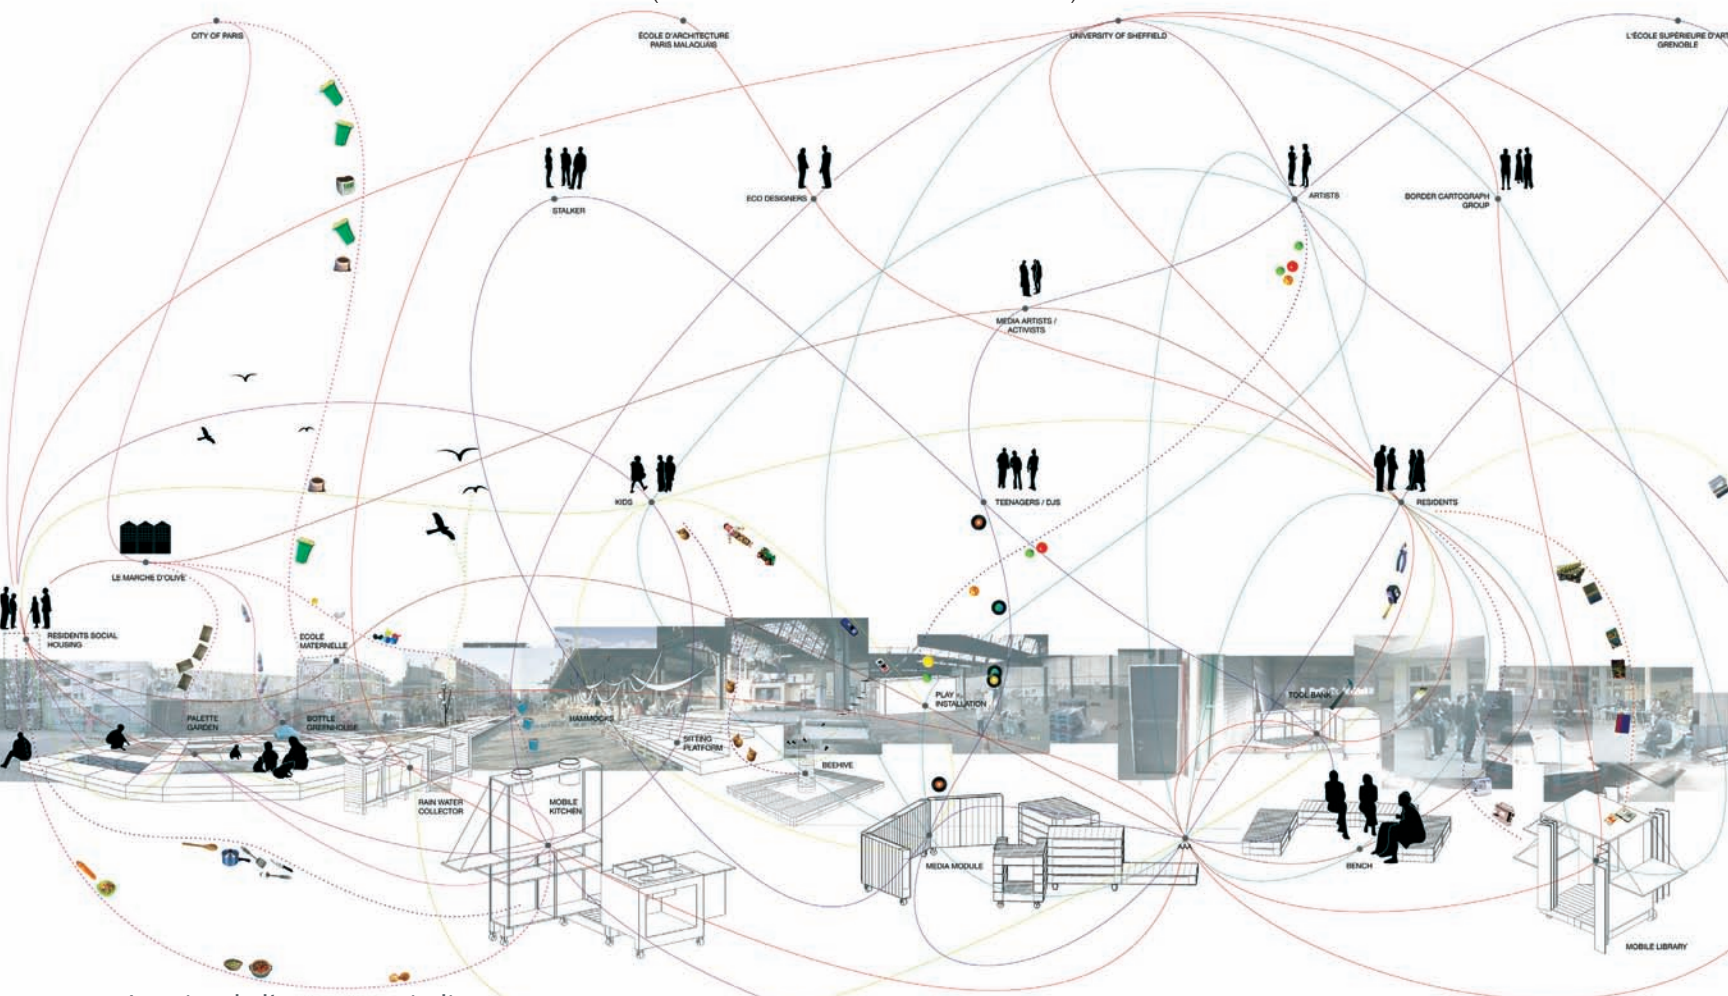 CITY OF PARIS
ÉCOLE D'ARCHITECTURE
PARIS MALAQUAIS
UNIVERSITY OF SHEFFIELD
L'ÉCOLE SUPÉRIEURE D'ART
GRENOBLE
STALKER
ECO DESIGNERS
ARTISTS
BORDER CARTOGRAPH
GROUP
MEDIA ARTISTS /
ACTIVISTS
KIDS
TEENAGERS / DJS
RESIDENTS
LE MARCHE D'OLIVE
RESIDENTS SOCIAL
HOUSING
ECOLE
MATERNELLE
PALETTE
GARDEN
BOTTLE
GREENHOUSE
HAMMOCKS
SITTING
PLATFORM
PLAY
INSTALLATION
TOOL BANK
BEEHIVE
RAIN WATER
COLLECTOR
MOBILE
KITCHEN
MEDIA MODULE
AAA
BENCH
MOBILE LIBRARY